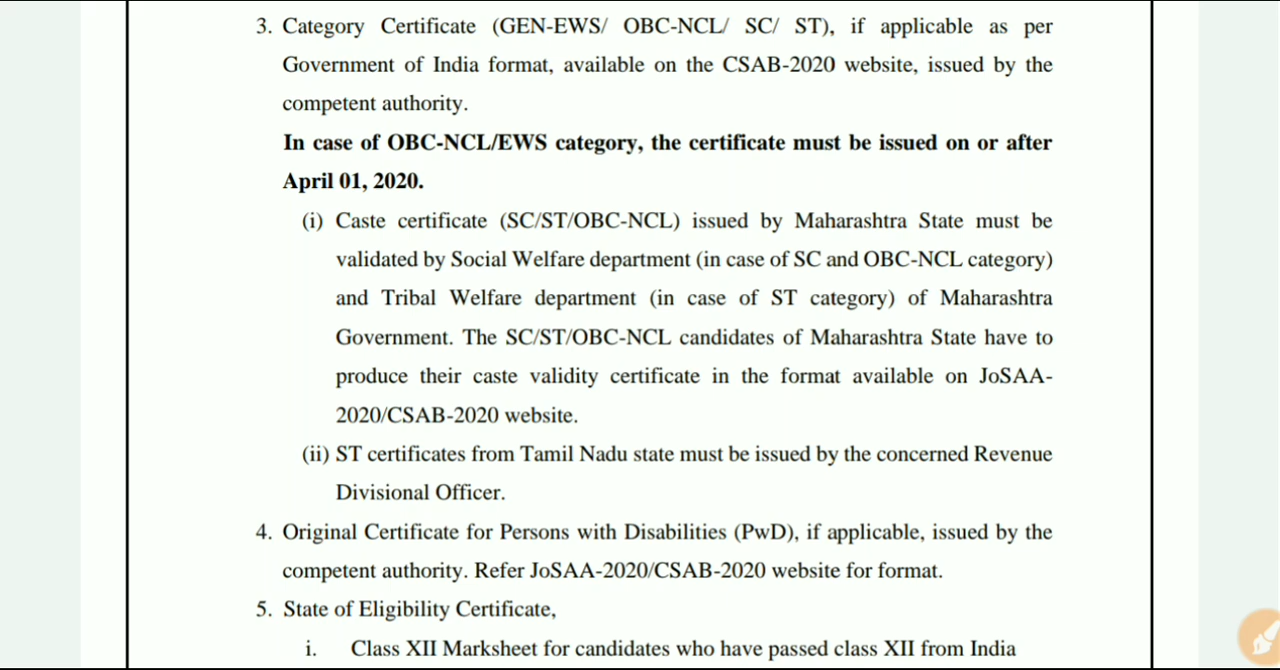 3. Category Certificate (GEN-EWS/ OBC-NCL/ SC/ ST), if applicable as per
Government of India format, available on the CSAB-2020 website, issued by the
competent authority.
In case of OBC-NCL/EWS category, the certificate must be issued on or after
April 01, 2020.
(i) Caste certificate (SC/ST/OBC-NCL) issued by Maharashtra State must be
validated by Social Welfare department (in case of SC and OBC-NCL category)
and Tribal Welfare department (in case of ST category) of Maharashtra
Government. The SC/ST/OBC-NCL candidates of Maharashtra State have to
produce their caste validity certificate in the format available on JoSAA-
2020/CSAB-2020 website.
(ii) ST certificates from Tamil Nadu state must be issued by the concerned Revenue
Divisional Officer.
4. Original Certificate for Persons with Disabilities (PwD), if applicable, issued by the
competent authority. Refer JoSAA-2020/CSAB-2020 website for format.
5. State of Eligibility Certificate,
i. Class XII Marksheet for candidates who have passed class XII from India